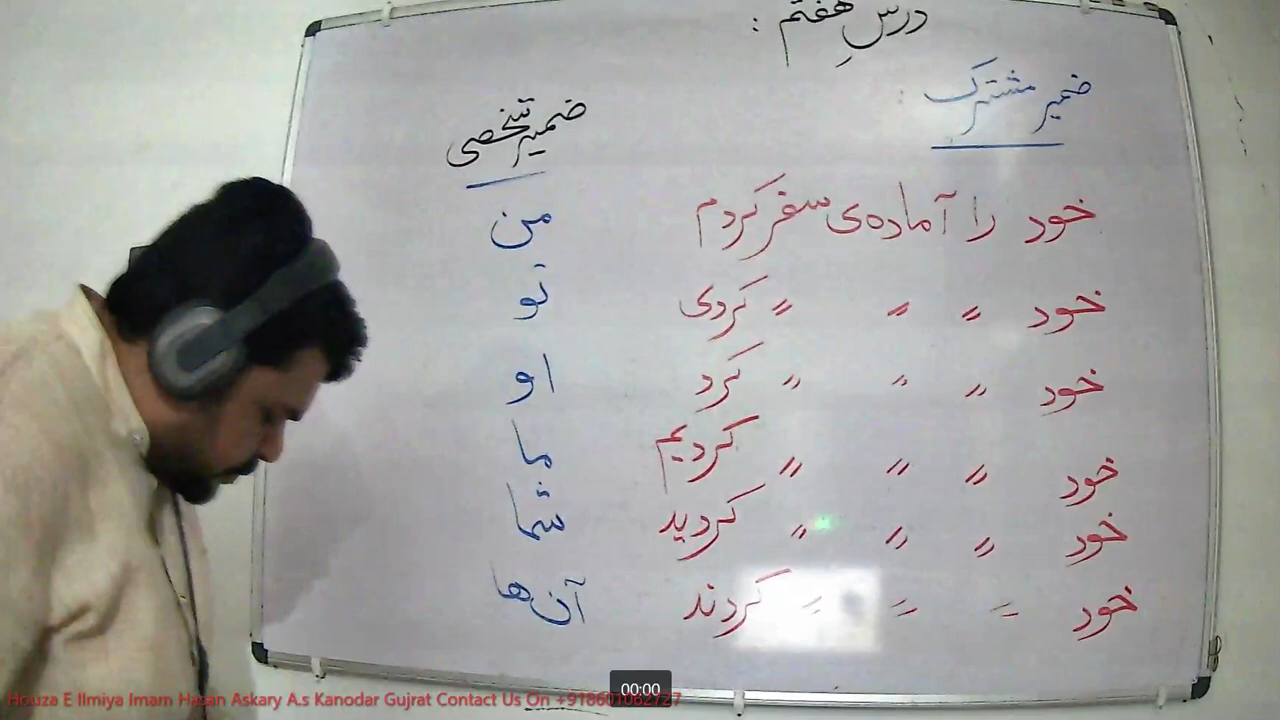 درسِ هفتم :
ضمیر مشترک :
ضمیر شخصی
خود را آماده‌ی سفر کردم من
خود " " " کردی تو
خود " " " کرد او
خود " " " کردیم ما
خود " " " کردید شما
خود " " " کردند آن‌ها
00:00
Houza E Ilmiya Imam Hasan Askary A.s Kanodar Gujrat Contact Us On +918601062727